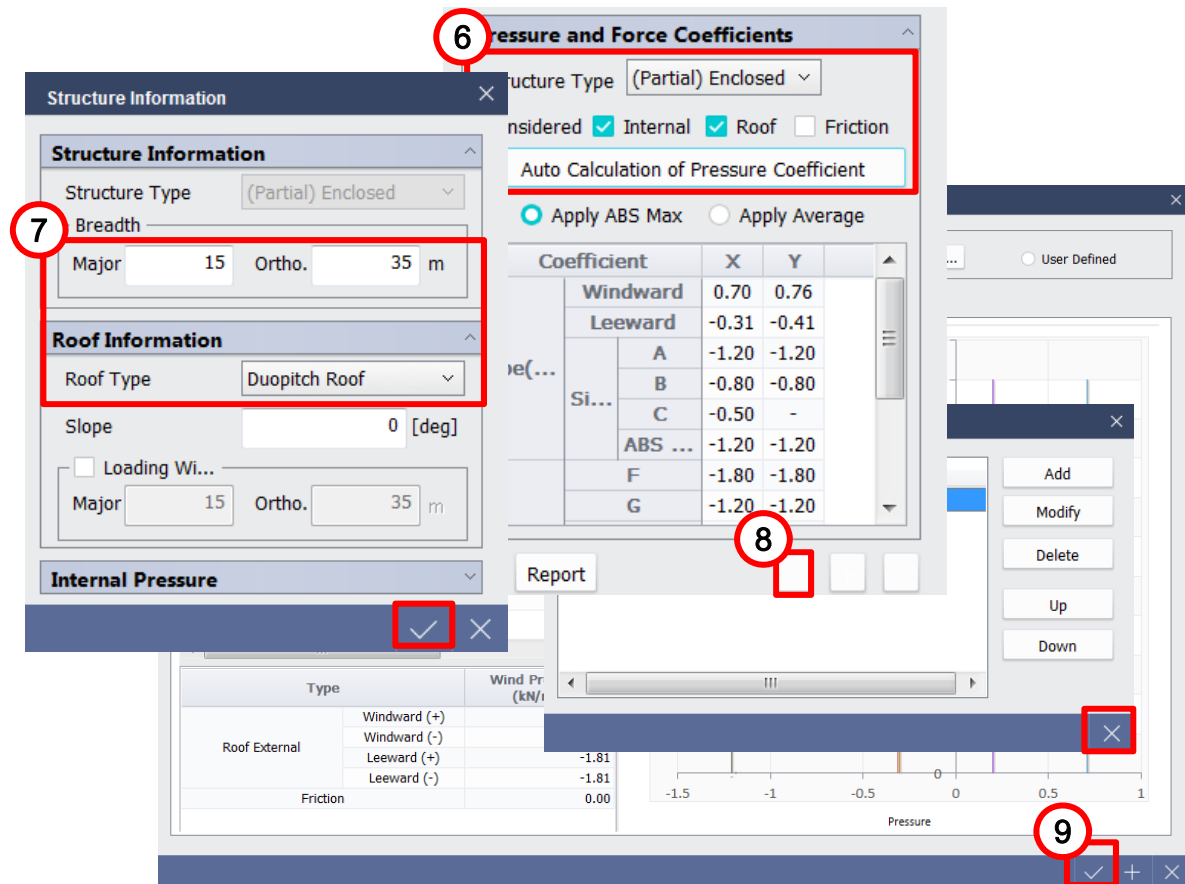 6
ressure and Force Coefficients
ructure Type (Partial) Enclosed
nsidered Internal Roof Friction
Auto Calculation of Pressure Coefficient
Apply ABS Max Apply Average
Coefficient X Y
Windward 0.70 0.76
Leeward -0.31 -0.41
pe(...
Si...
A -1.20 -1.20
B -0.80 -0.80
C -0.50 -
ABS ... -1.20 -1.20
F -1.80 -1.80
G -1.20 -1.20
8
Report
Structure Information
Structure Information
Structure Type (Partial) Enclosed
7
Breadth
Major 15 Ortho. 35 m
Roof Information
Roof Type Duopitch Roof
Slope 0 [deg]
Loading Wi...
Major 15 Ortho. 35 m
Internal Pressure
... User Defined
Add
Modify
Delete
Up
Down
Type Wind Pr
(kN/
Roof External
Windward (+)
Windward (-)
Leeward (+) -1.81
Leeward (-) -1.81
Friction 0.00
0
-1.5 -1 -0.5 0 0.5 1
Pressure
9